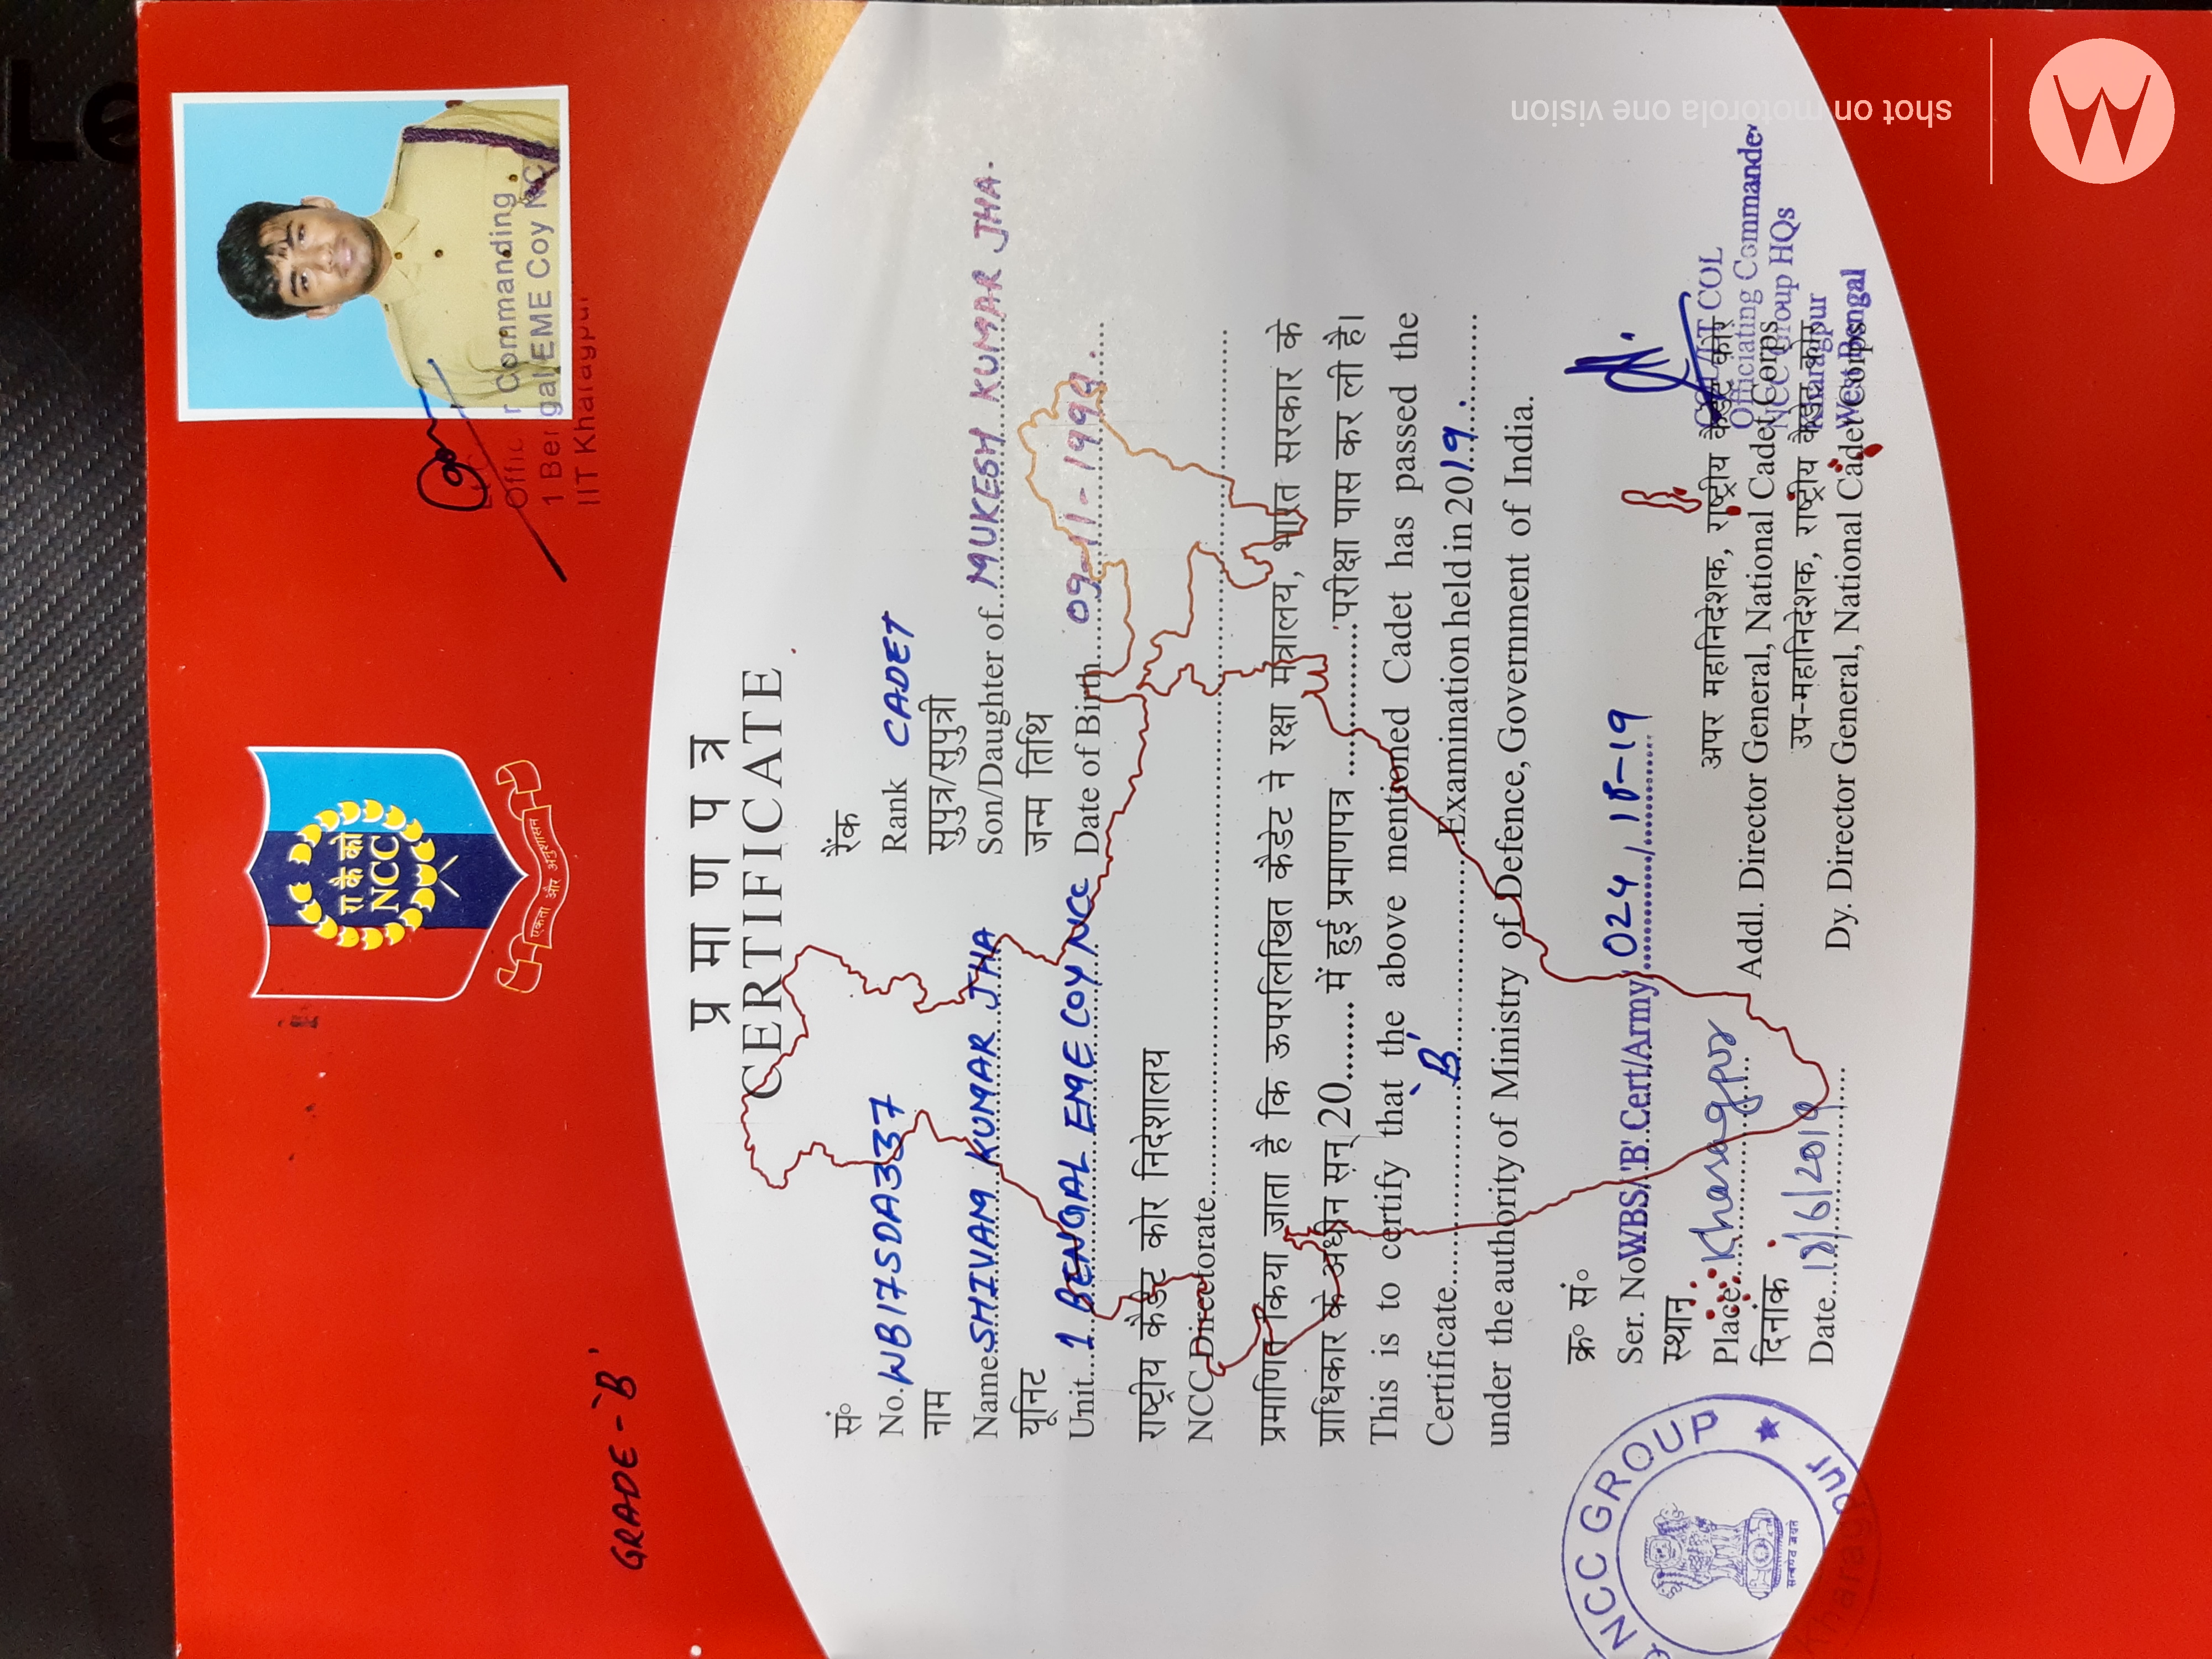 GRADE - 'B'
रा कै को
NCC
एकता और अनुशासन
Commanding
1 Bengal EME Coy NCC
IIT Kharagpur
प्रमाणपत्र
CERTIFICATE
सं० रैंक
No. WB17SDA3337 Rank CADET
नाम सुपुत्र/सुपुत्री
Name SHIVAM KUMAR JHA Son/Daughter of MUKESH KUMAR JHA.
यूनिट जन्म तिथि
Unit 1 BENGAL EME COY NCC Date of Birth 09-11-1998.
राष्ट्रीय कैडेट कोर निदेशालय
NCC Directorate
प्रमाणित किया जाता है कि ऊपरलिखित कैडेट ने रक्षा मंत्रालय, भारत सरकार के
प्राधिकार के अधीन सन् 20........ में हुई प्रमाणपत्र ............... परीक्षा पास कर ली है।
This is to certify that the above mentioned Cadet has passed the
Certificate 'B' Examination held in 2019.
under the authority of Ministry of Defence, Government of India.
क्र० सं०
Ser. No WBS/'B' Cert/Army/024/18-19
स्थान
Place Kharagpur
दिनांक
Date 18/6/2019
अपर महानिदेशक, राष्ट्रीय कैडेट कोर
Addl. Director General, National Cadet Corps
उप-महानिदेशक, राष्ट्रीय कैडेट कोर
Dy. Director General, National Cadet Corps
COL
Officiating Commander
NCC Group HQs
Kharagpur
West Bengal
NCC GROUP
Kharagpur
सत्यमेव जयते
shot on motorola one vision